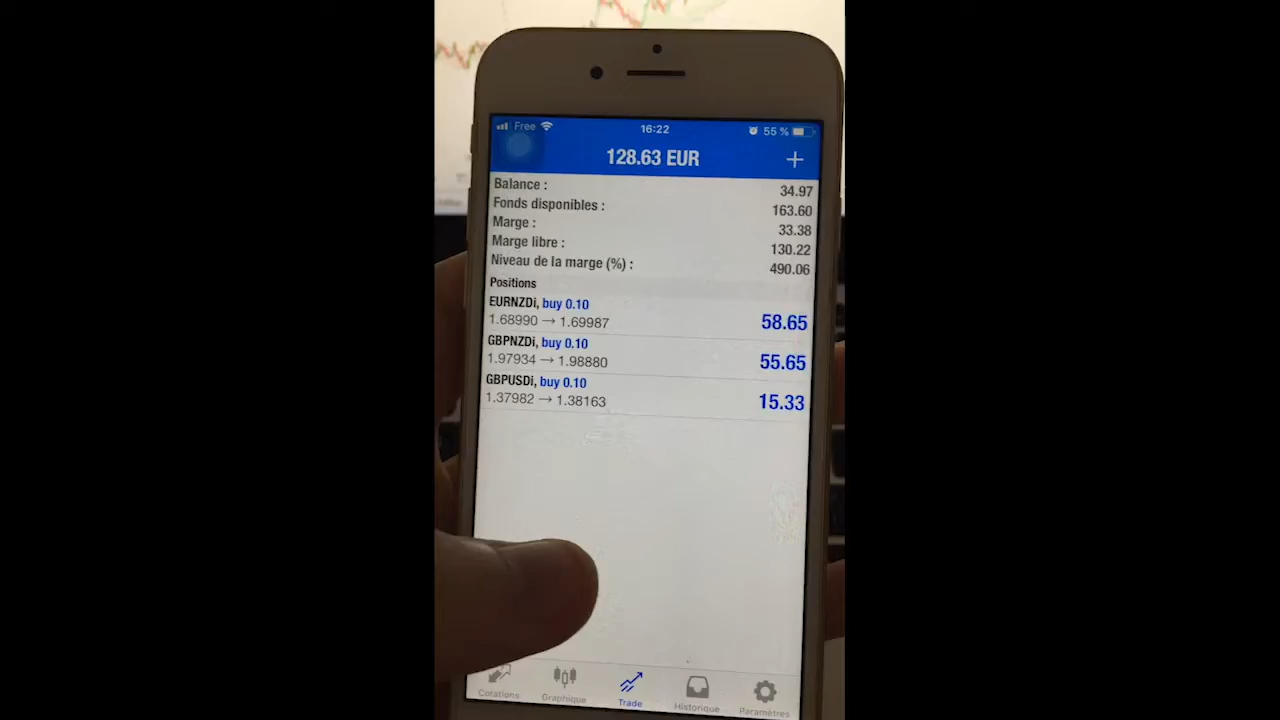 Free 16:22 55 %
128.63 EUR
Balance : 34.97
Fonds disponibles : 163.60
Marge : 33.38
Marge libre : 130.22
Niveau de la marge (%) : 490.06
Positions
EURNZDi, buy 0.10
1.68990 → 1.69987 58.65
GBPNZDi, buy 0.10
1.97934 → 1.98880 55.65
GBPUSDi, buy 0.10
1.37982 → 1.38163 15.33
Cotations Graphique Trade Historique Paramètres